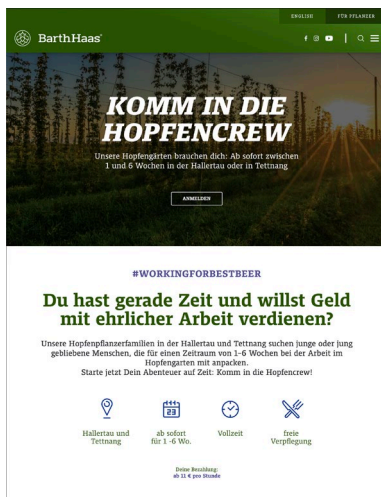 ENGLISH FÜR PFLANZER
BarthHaas®
KOMM IN DIE
HOPFENCREW
Unsere Hopfengärten brauchen dich: Ab sofort zwischen
1 und 6 Wochen in der Hallertau oder in Tettnang
ANMELDEN
#WORKINGFORBESTBEER
Du hast gerade Zeit und willst Geld
mit ehrlicher Arbeit verdienen?
Unsere Hopfenpflanzerfamilien in der Hallertau und Tettnang suchen junge oder jung
gebliebene Menschen, die für einen Zeitraum von 1-6 Wochen bei der Arbeit im
Hopfengarten mit anpacken.
Starte jetzt Dein Abenteuer auf Zeit: Komm in die Hopfencrew!
23
Hallertau und
Tettnang
ab sofort
für 1 -6 Wo.
Vollzeit
freie
Verpflegung
Deine Bezahlung:
ab 11 € pro Stunde